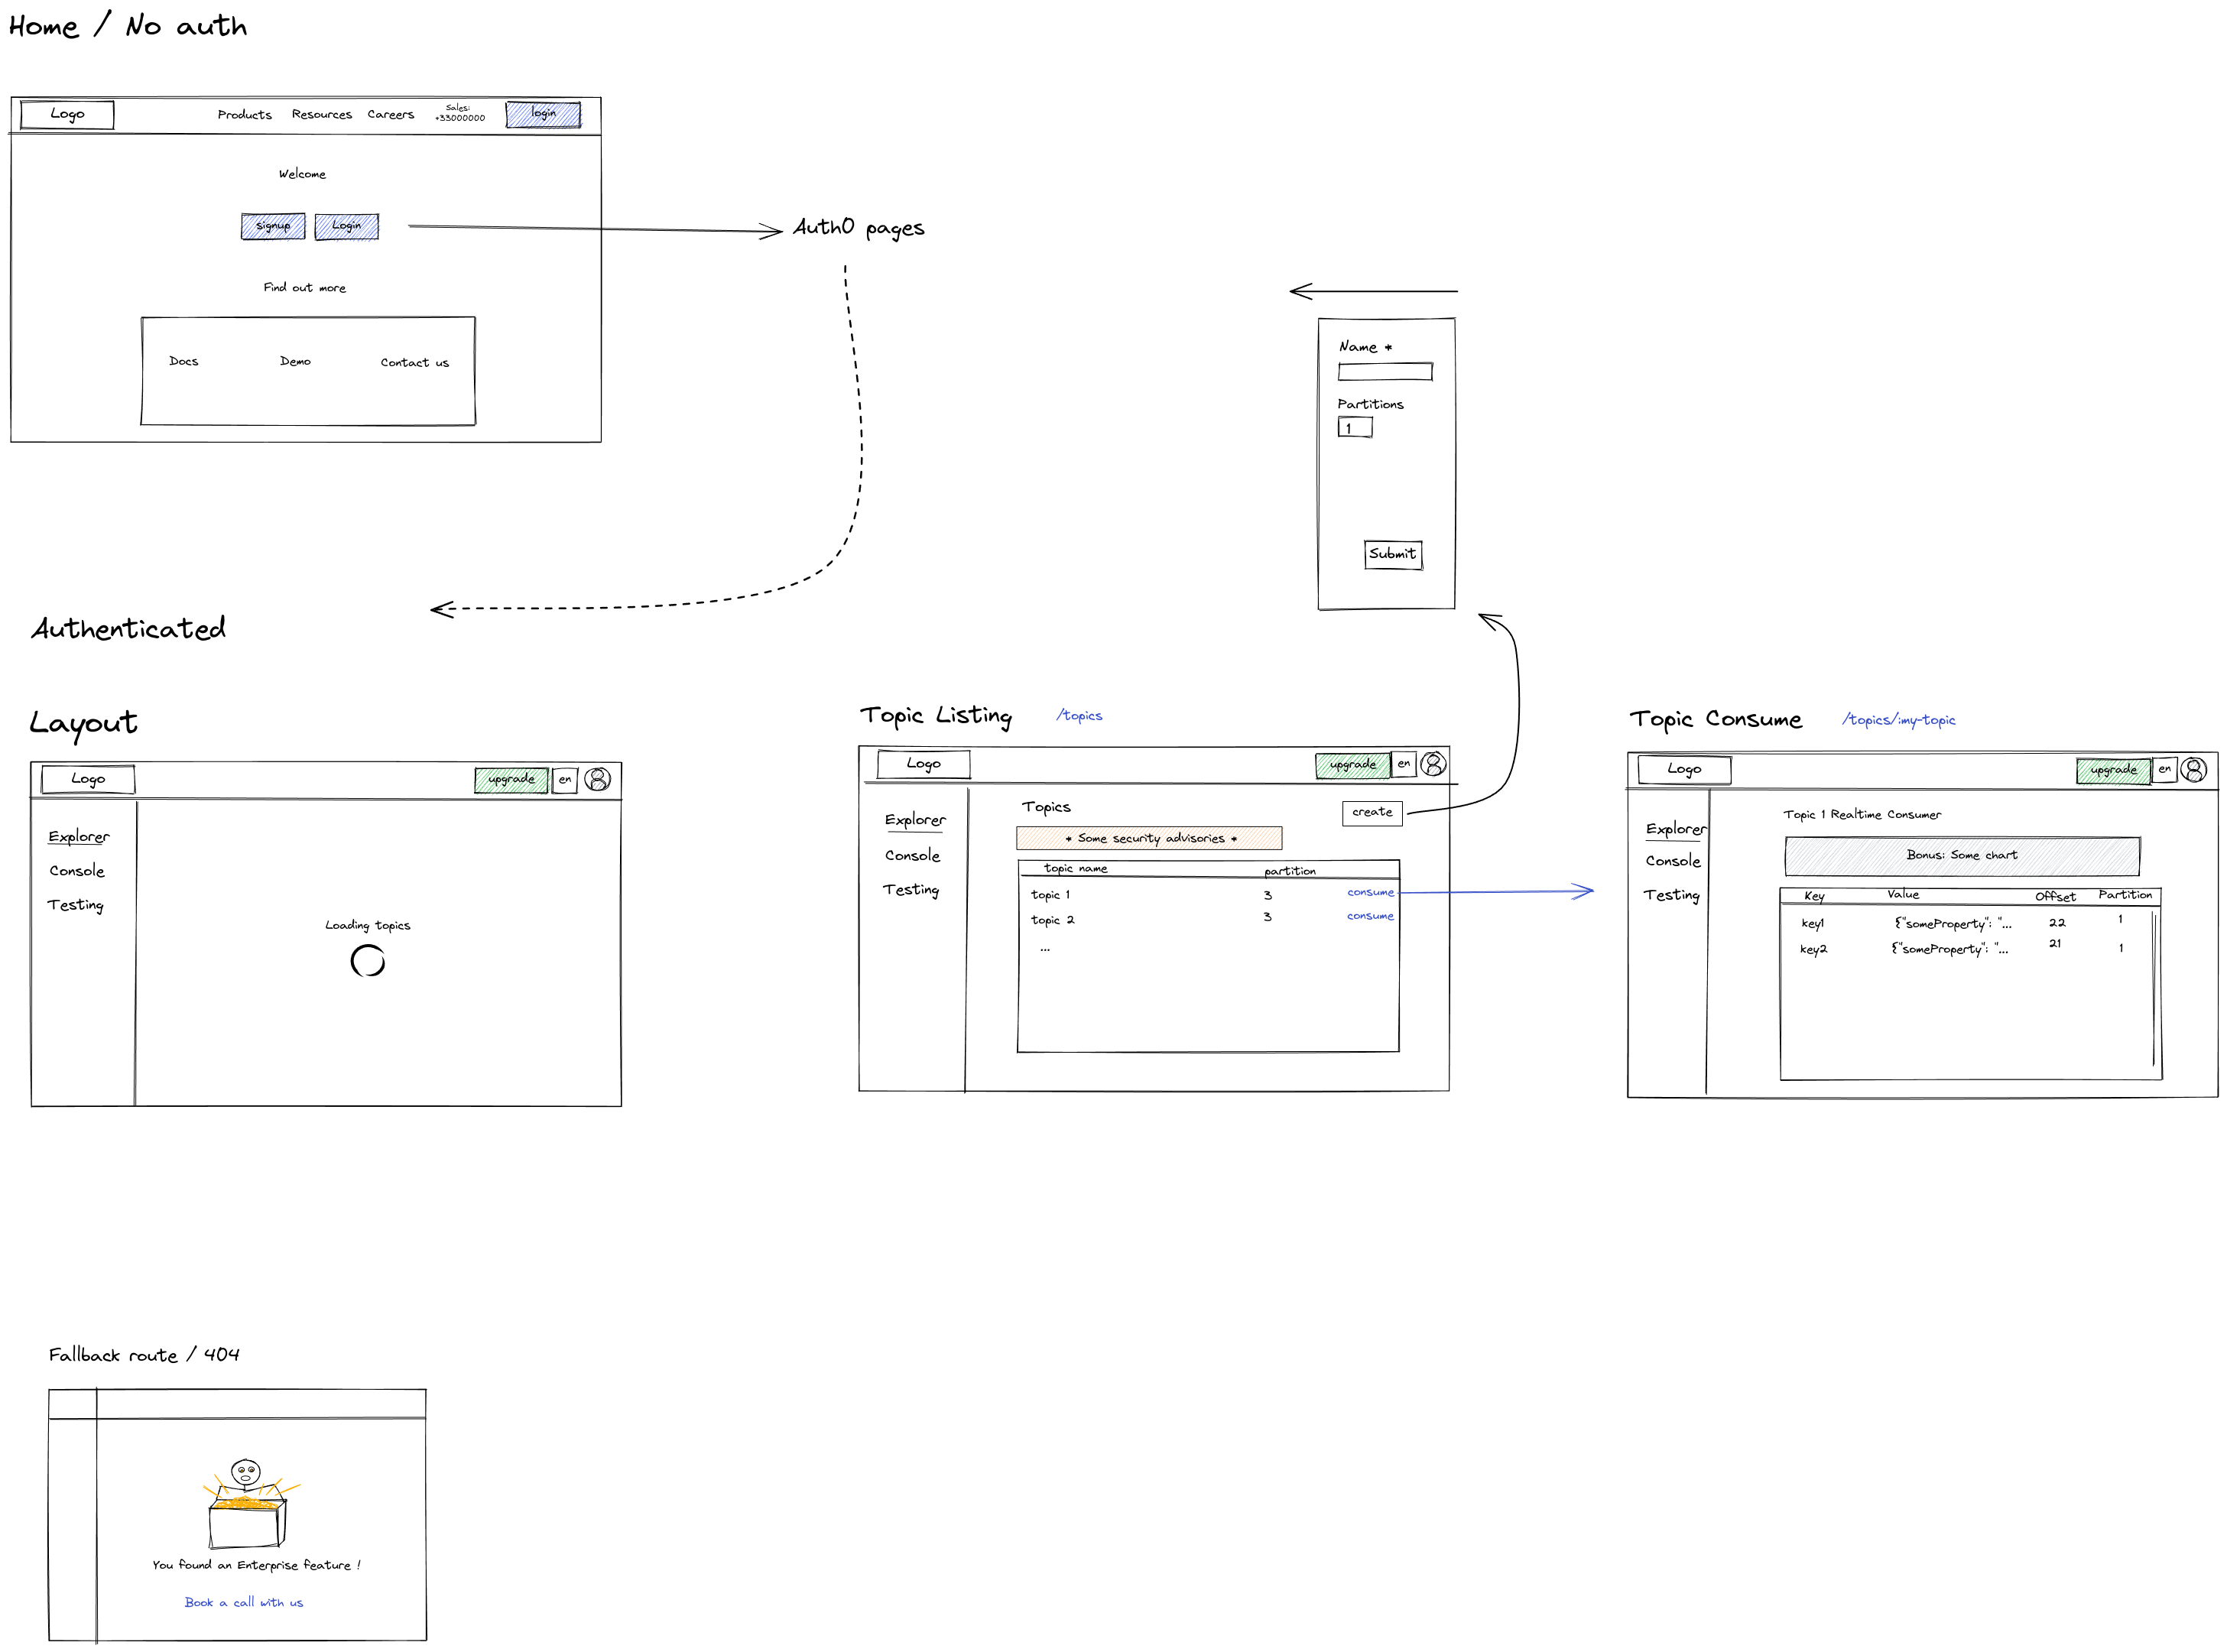 Home / No auth
Logo
Products
Resources
Careers
Sales:
+33000000
login
Welcome
signup
Login
Find out more
Docs
Demo
Contact us
Auth0 pages
Name *
Partitions
1
Submit
Authenticated
Layout
Logo
upgrade
en
Explorer
Console
Testing
Loading topics
Topic Listing
/topics
Logo
upgrade
en
Explorer
Console
Testing
Topics
create
* Some security advisories *
topic name partition
topic 1 3 consume
topic 2 3 consume
...
Topic Consume
/topics/:my-topic
Logo
upgrade
en
Explorer
Console
Testing
Topic 1 Realtime Consumer
Bonus: Some chart
Key Value Offset Partition
key1 {"someProperty": "... 22 1
key2 {"someProperty": "... 21 1
Fallback route / 404
You found an Enterprise feature !
Book a call with us